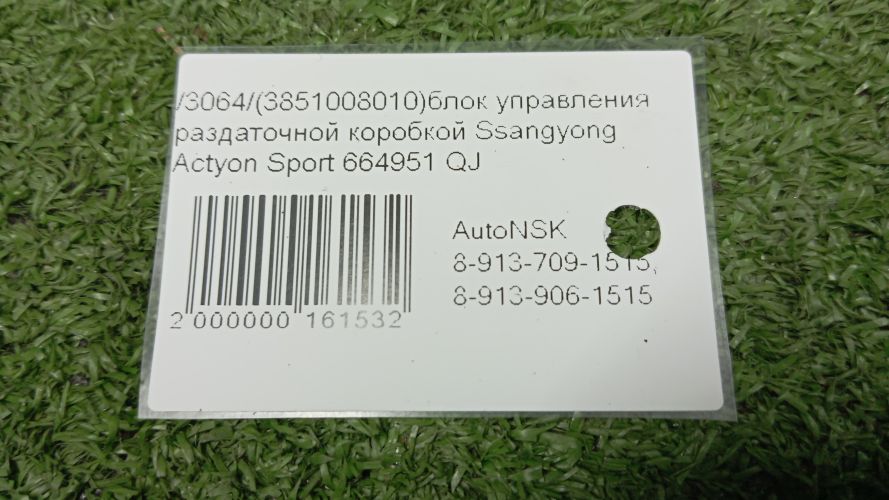 /3064/(3851008010)блок управления
раздаточной коробкой Ssangyong
Actyon Sport 664951 QJ
AutoNSK
8-913-709-1515,
8-913-906-1515
2 000000 161532